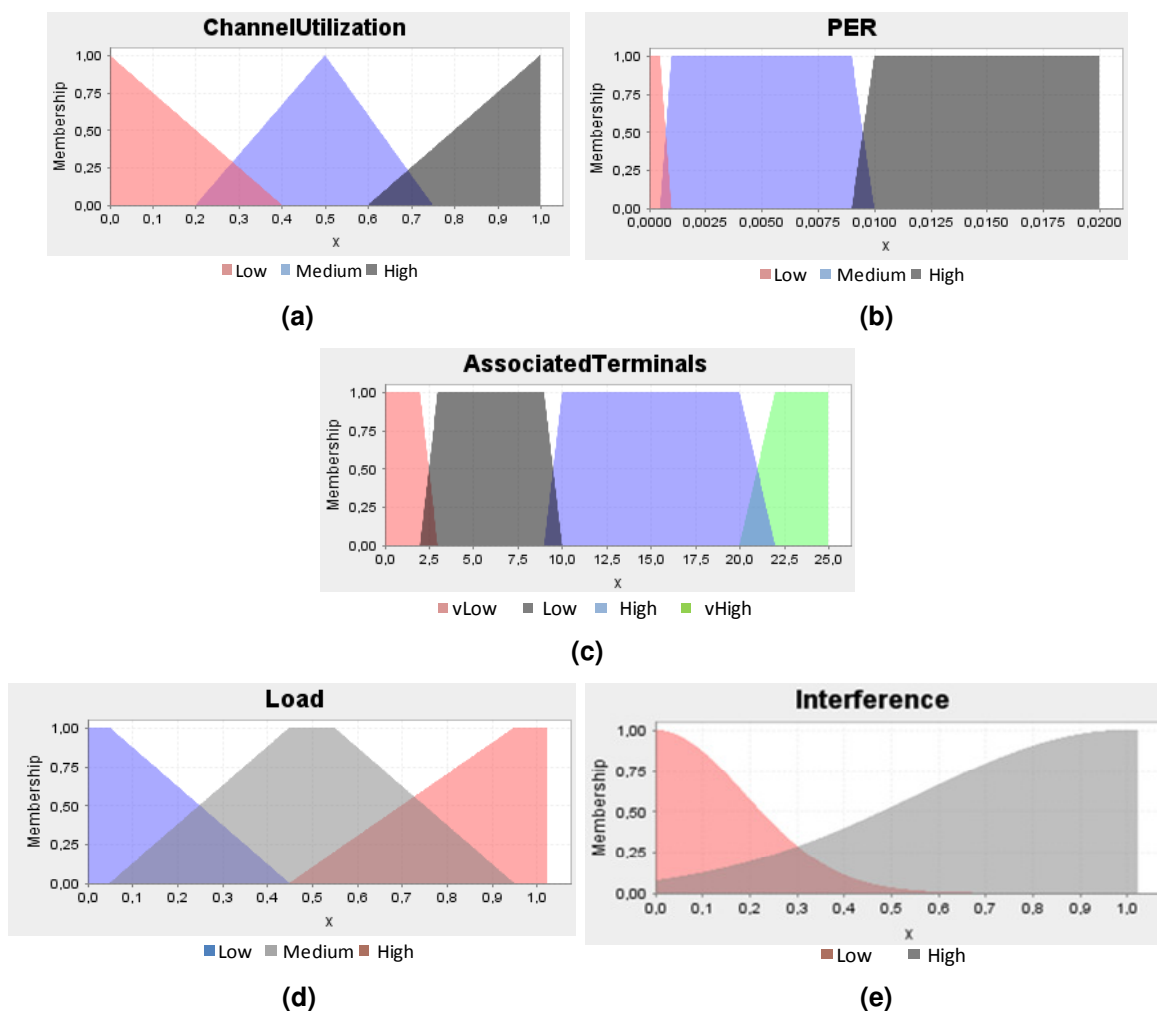 ChannelUtilization
1,00
0,75
0,50
0,25
0,00
Membership
0,0 0,1 0,2 0,3 0,4 0,5 0,6 0,7 0,8 0,9 1,0
x
Low Medium High
(a)
PER
1,00
0,75
0,50
0,25
0,00
Membership
0,0000 0,0025 0,0050 0,0075 0,0100 0,0125 0,0150 0,0175 0,0200
x
Low Medium High
(b)
AssociatedTerminals
1,00
0,75
0,50
0,25
0,00
Membership
0,0 2,5 5,0 7,5 10,0 12,5 15,0 17,5 20,0 22,5 25,0
x
vLow Low High vHigh
(c)
Load
1,00
0,75
0,50
0,25
0,00
Membership
0,0 0,1 0,2 0,3 0,4 0,5 0,6 0,7 0,8 0,9 1,0
x
Low Medium High
(d)
Interference
1,00
0,75
0,50
0,25
0,00
Membership
0,0 0,1 0,2 0,3 0,4 0,5 0,6 0,7 0,8 0,9 1,0
x
Low High
(e)